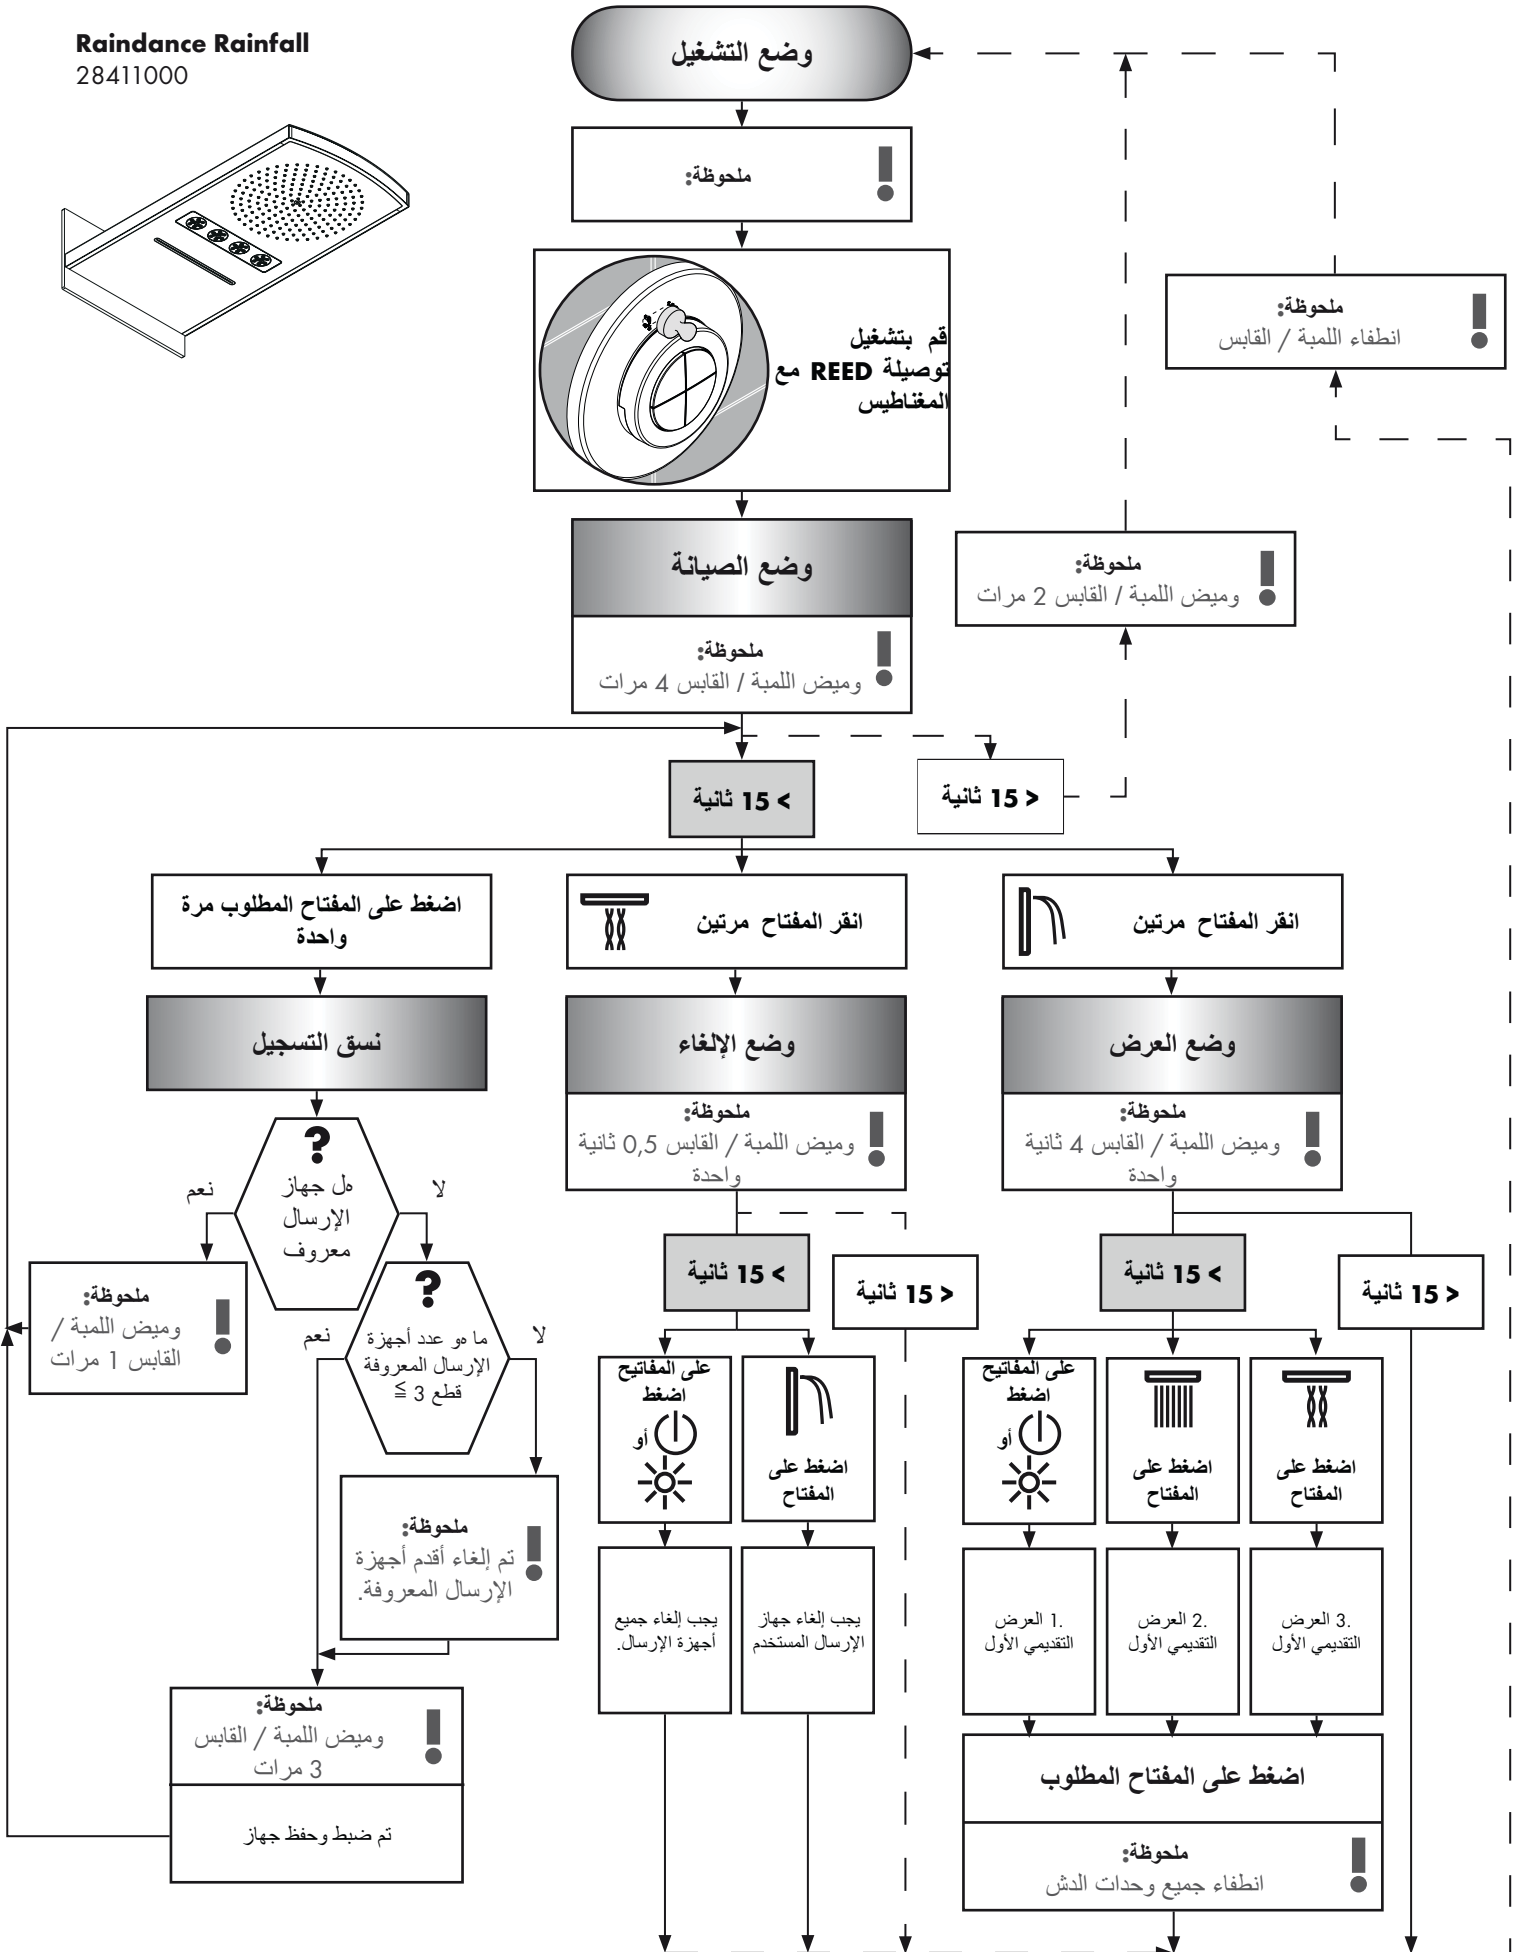 Raindance Rainfall
28411000
وضع التشغيل
ملحوظة:
قم بتشغيل
توصيلة REED مع
المغناطيس
ملحوظة:
انطفاء اللمبة / القابس
وضع الصيانة
ملحوظة:
وميض اللمبة / القابس 4 مرات
ملحوظة:
وميض اللمبة / القابس 2 مرات
> 15 ثانية
< 15 ثانية
اضغط على المفتاح المطلوب مرة
واحدة
انقر المفتاح مرتين
انقر المفتاح مرتين
نسق التسجيل
وضع الإلغاء
وضع العرض
ملحوظة:
وميض اللمبة / القابس 0,5 ثانية
واحدة
ملحوظة:
وميض اللمبة / القابس 4 ثانية
واحدة
?
هل جهاز
الإرسال
معروف
نعم
لا
ملحوظة:
وميض اللمبة /
القابس 1 مرات
?
ما هو عدد أجهزة
الإرسال المعروفة
قطع 3 ≦
نعم
لا
> 15 ثانية
< 15 ثانية
> 15 ثانية
< 15 ثانية
على المفاتيح
اضغط
أو
اضغط على
المفتاح
على المفاتيح
اضغط
أو
اضغط على
المفتاح
اضغط على
المفتاح
ملحوظة:
تم إلغاء أقدم أجهزة
الإرسال المعروفة.
يجب إلغاء جميع
أجهزة الإرسال.
يجب إلغاء جهاز
الإرسال المستخدم
1. العرض
التقديمي الأول
2. العرض
التقديمي الأول
3. العرض
التقديمي الأول
ملحوظة:
وميض اللمبة / القابس
3 مرات
تم ضبط وحفظ جهاز
اضغط على المفتاح المطلوب
ملحوظة:
انطفاء جميع وحدات الدش